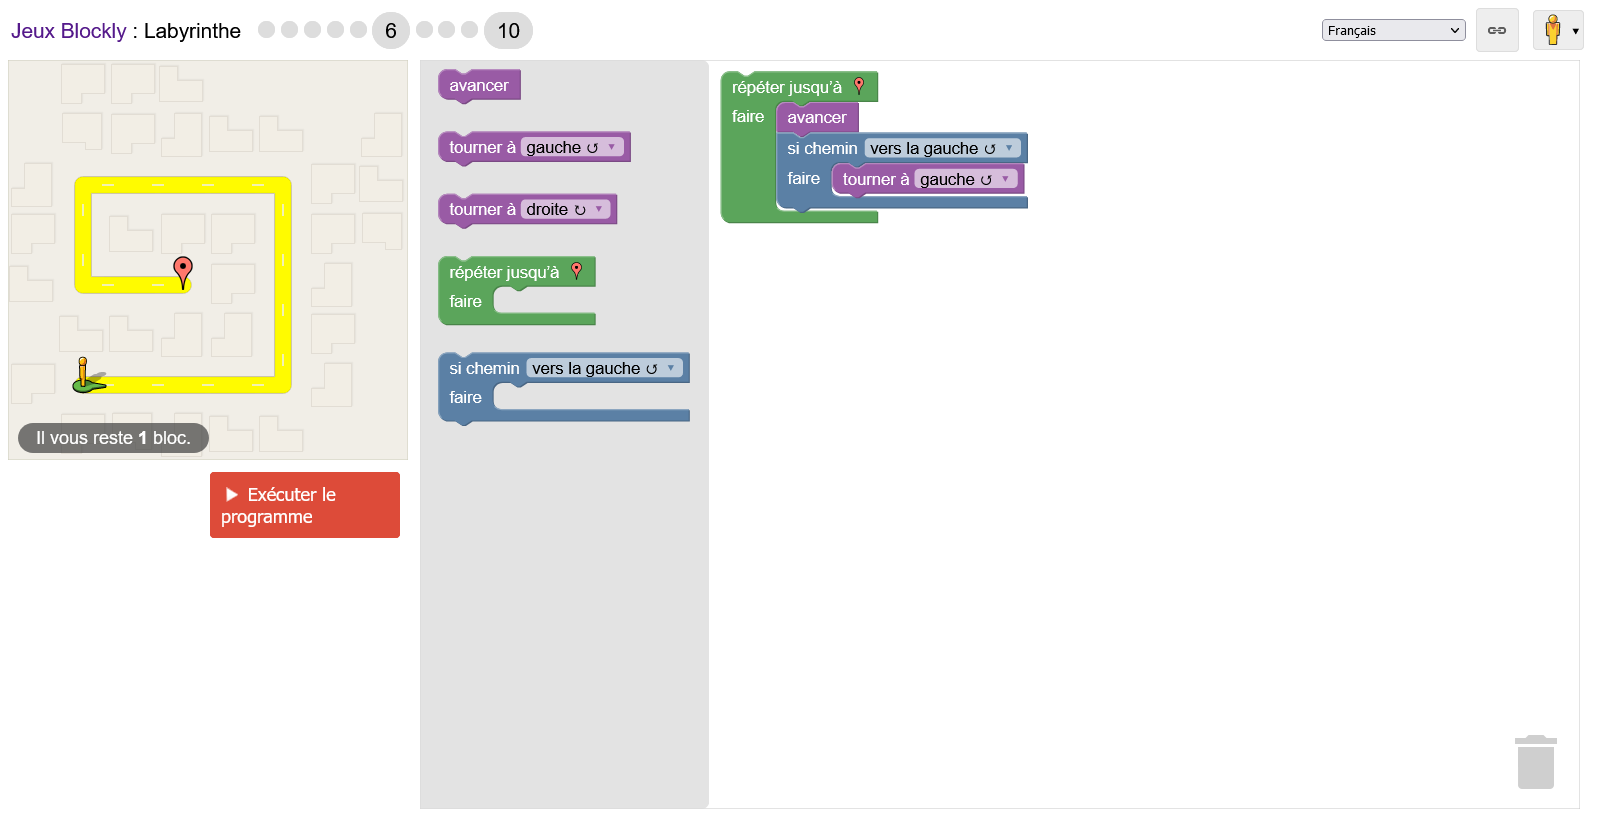 Jeux Blockly : Labyrinthe
6
10
Français
Il vous reste 1 bloc.
Exécuter le
programme
avancer
tourner à gauche ↺
tourner à droite ↻
répéter jusqu’à
faire
si chemin vers la gauche ↺
faire
répéter jusqu’à
faire avancer
si chemin vers la gauche ↺
faire tourner à gauche ↺